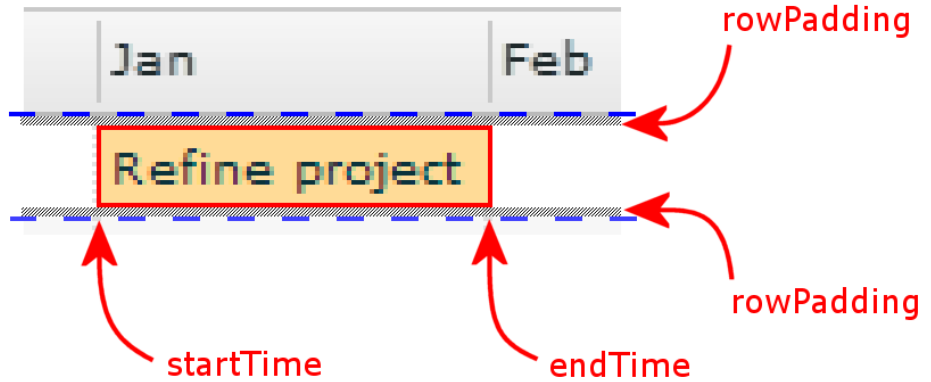 rowPadding
Jan Feb
Refine project
rowPadding
startTime endTime